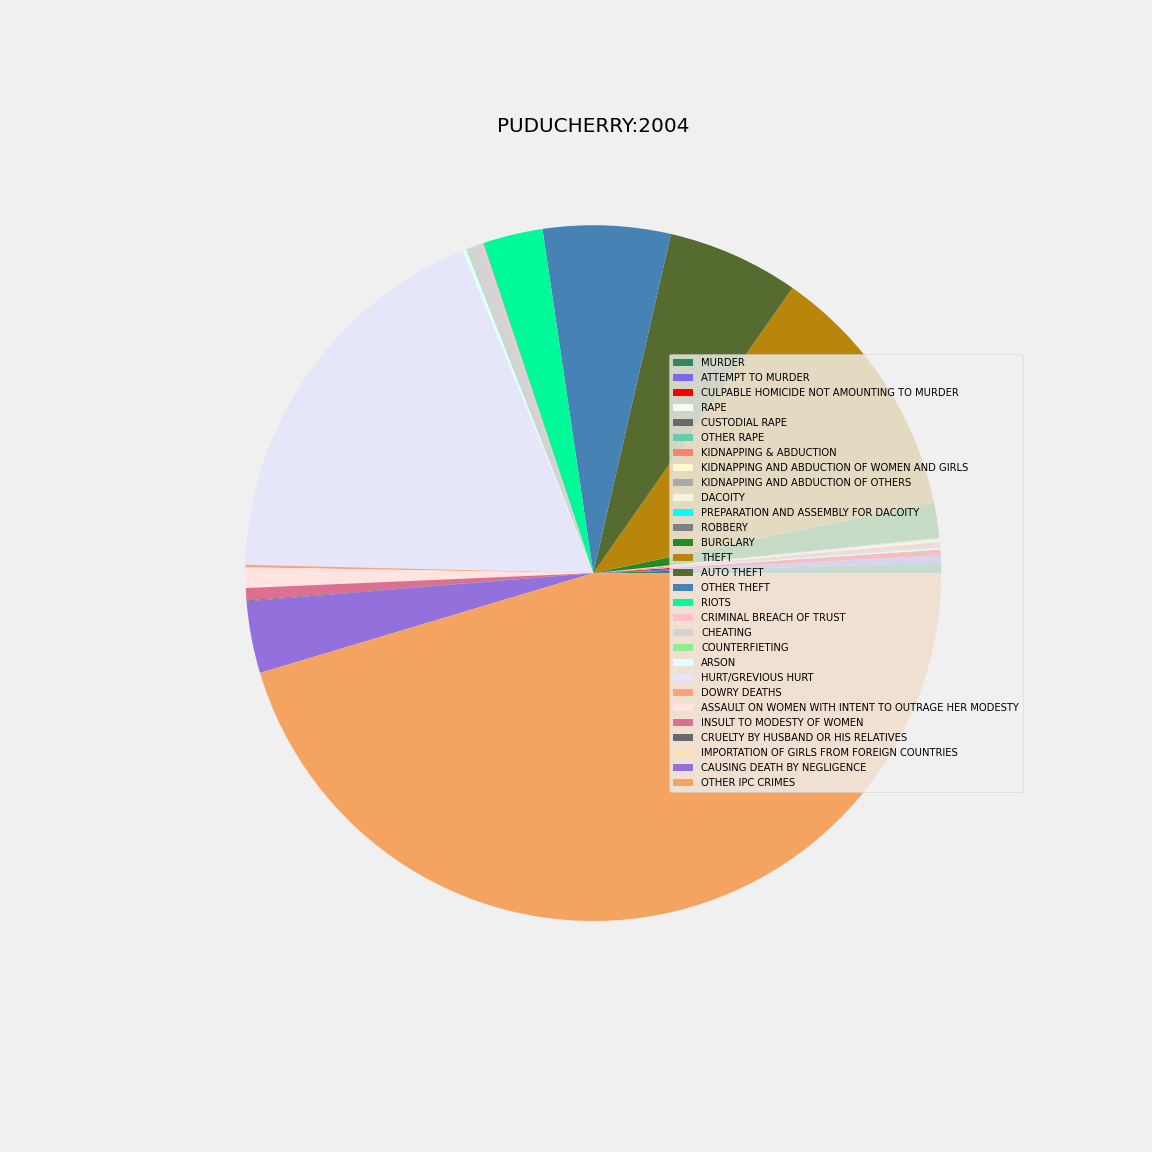 PUDUCHERRY:2004
MURDER
ATTEMPT TO MURDER
CULPABLE HOMICIDE NOT AMOUNTING TO MURDER
RAPE
CUSTODIAL RAPE
OTHER RAPE
KIDNAPPING & ABDUCTION
KIDNAPPING AND ABDUCTION OF WOMEN AND GIRLS
KIDNAPPING AND ABDUCTION OF OTHERS
DACOITY
PREPARATION AND ASSEMBLY FOR DACOITY
ROBBERY
BURGLARY
THEFT
AUTO THEFT
OTHER THEFT
RIOTS
CRIMINAL BREACH OF TRUST
CHEATING
COUNTERFIETING
ARSON
HURT/GREVIOUS HURT
DOWRY DEATHS
ASSAULT ON WOMEN WITH INTENT TO OUTRAGE HER MODESTY
INSULT TO MODESTY OF WOMEN
CRUELTY BY HUSBAND OR HIS RELATIVES
IMPORTATION OF GIRLS FROM FOREIGN COUNTRIES
CAUSING DEATH BY NEGLIGENCE
OTHER IPC CRIMES